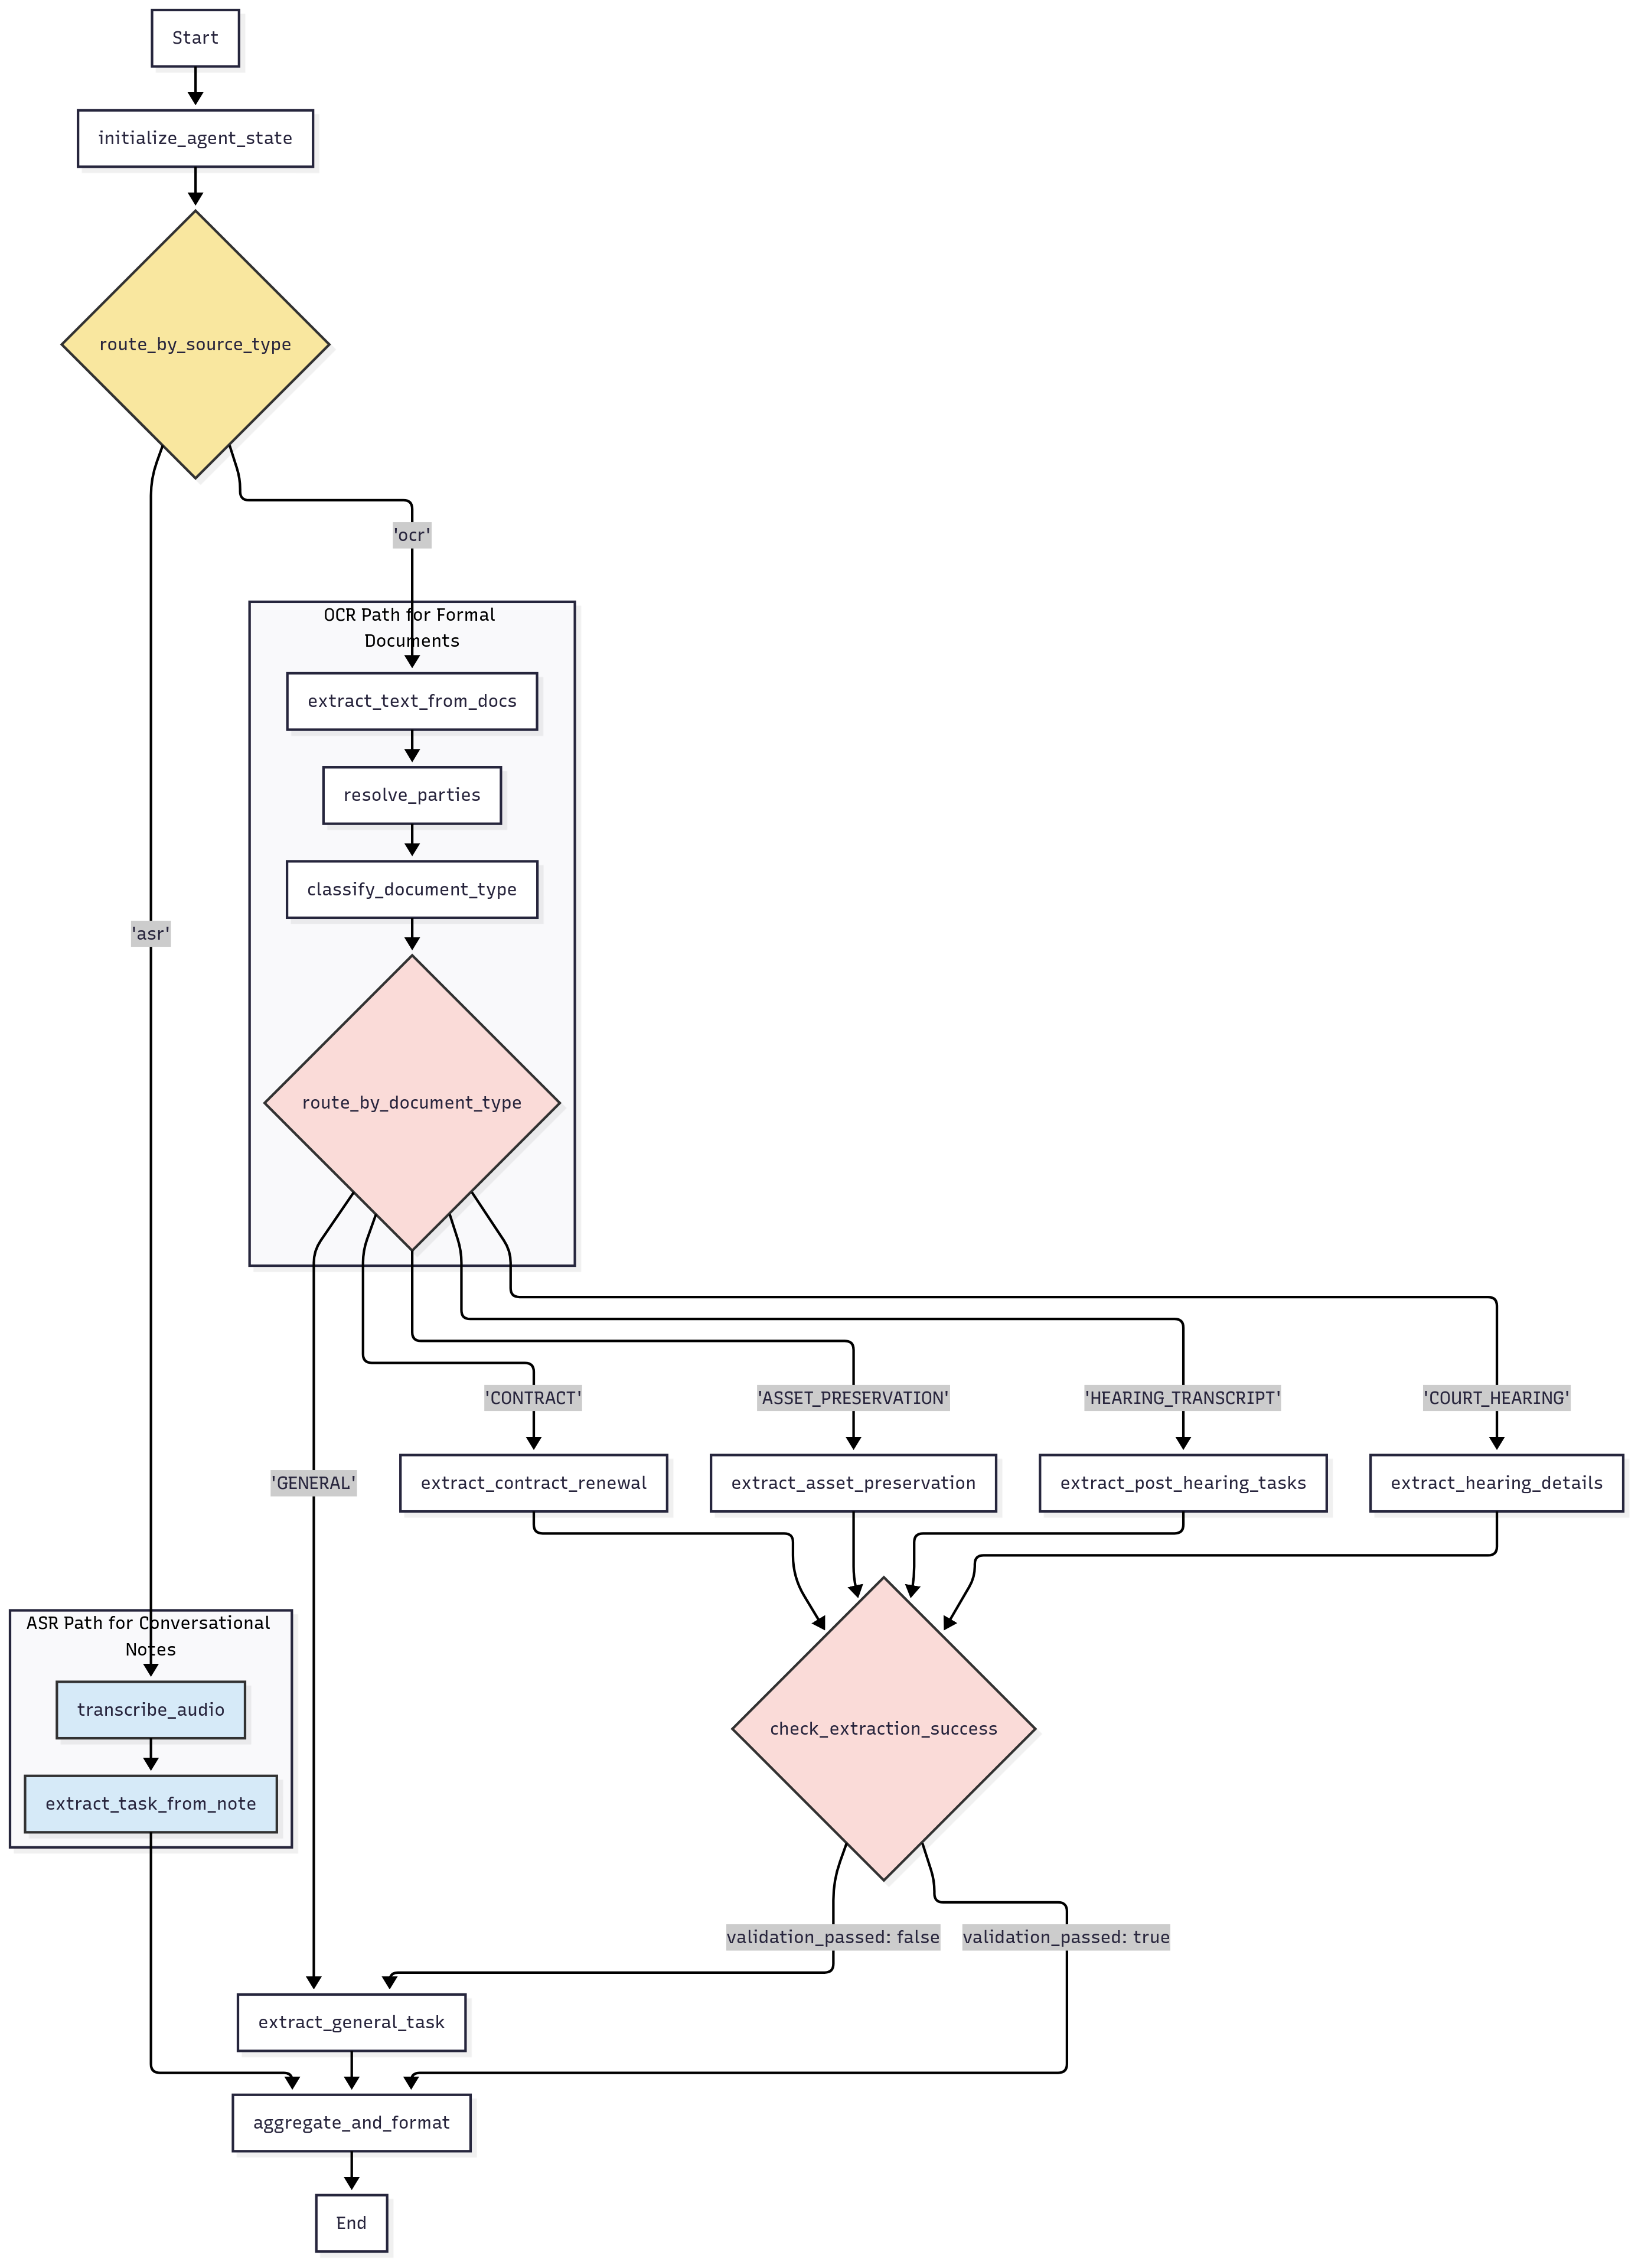 Start
initialize_agent_state
route_by_source_type
'ocr'
OCR Path for Formal
Documents
extract_text_from_docs
resolve_parties
classify_document_type
'asr'
route_by_document_type
'CONTRACT'
'ASSET_PRESERVATION'
'HEARING_TRANSCRIPT'
'COURT_HEARING'
'GENERAL'
extract_contract_renewal
extract_asset_preservation
extract_post_hearing_tasks
extract_hearing_details
ASR Path for Conversational
Notes
transcribe_audio
check_extraction_success
extract_task_from_note
validation_passed: false
validation_passed: true
extract_general_task
aggregate_and_format
End